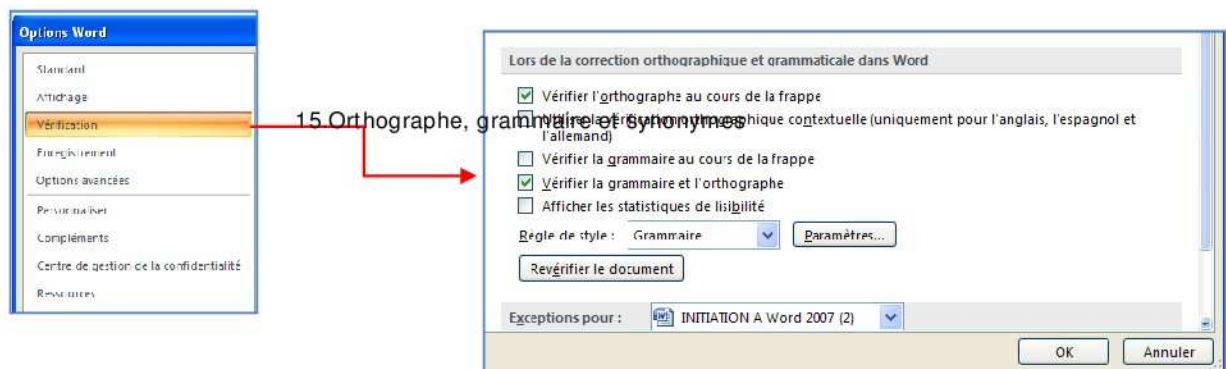 Options Word
Standard
Affichage
Vérification
Enregistrement
Options avancées
Personnaliser
Compléments
Centre de gestion de la confidentialité
Ressources
15.Orthographe, grammaire et synonymes
Lors de la correction orthographique et grammaticale dans Word
Vérifier l'orthographe au cours de la frappe
Utiliser la vérification orthographique contextuelle (uniquement pour l'anglais, l'espagnol et
l'allemand)
Vérifier la grammaire au cours de la frappe
Vérifier la grammaire et l'orthographe
Afficher les statistiques de lisibilité
Règle de style : Grammaire Paramètres...
Revérifier le document
Exceptions pour : INITIATION A Word 2007 (2)
OK Annuler